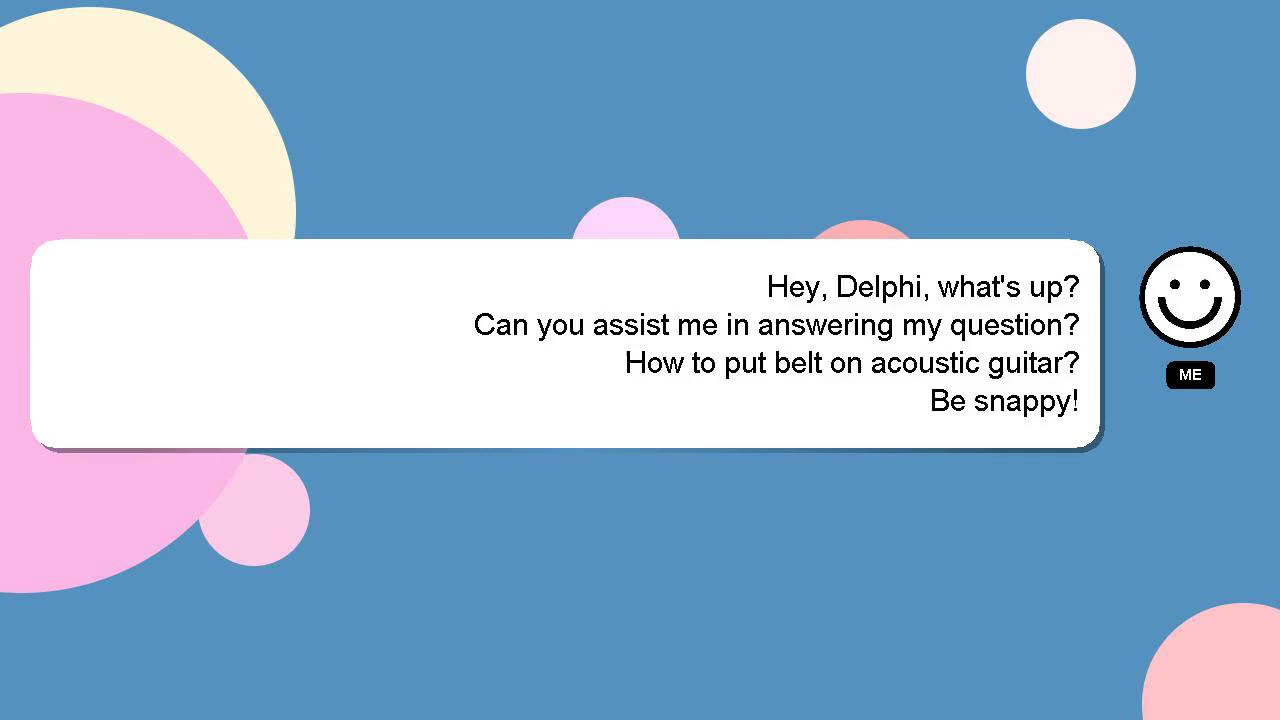 Hey, Delphi, what's up?
Can you assist me in answering my question?
How to put belt on acoustic guitar?
Be snappy!
ME